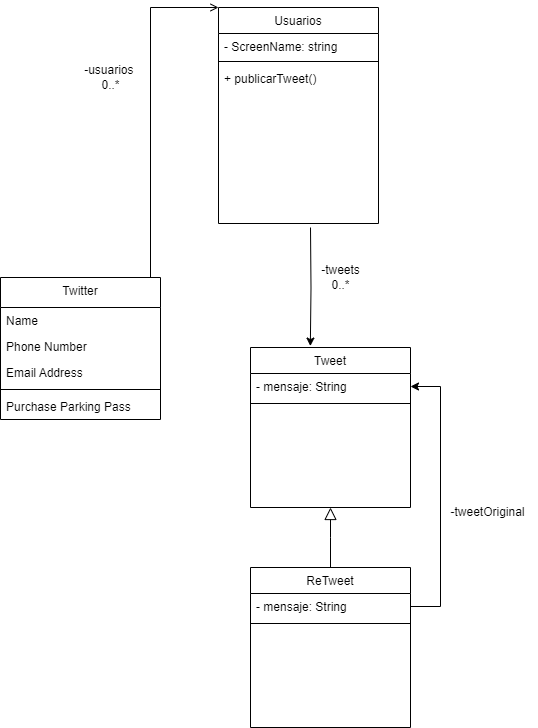 Usuarios
- ScreenName: string
+ publicarTweet()
-usuarios
0..*
-tweets
0..*
Twitter
Name
Phone Number
Email Address
Purchase Parking Pass
Tweet
- mensaje: String
-tweetOriginal
ReTweet
- mensaje: String